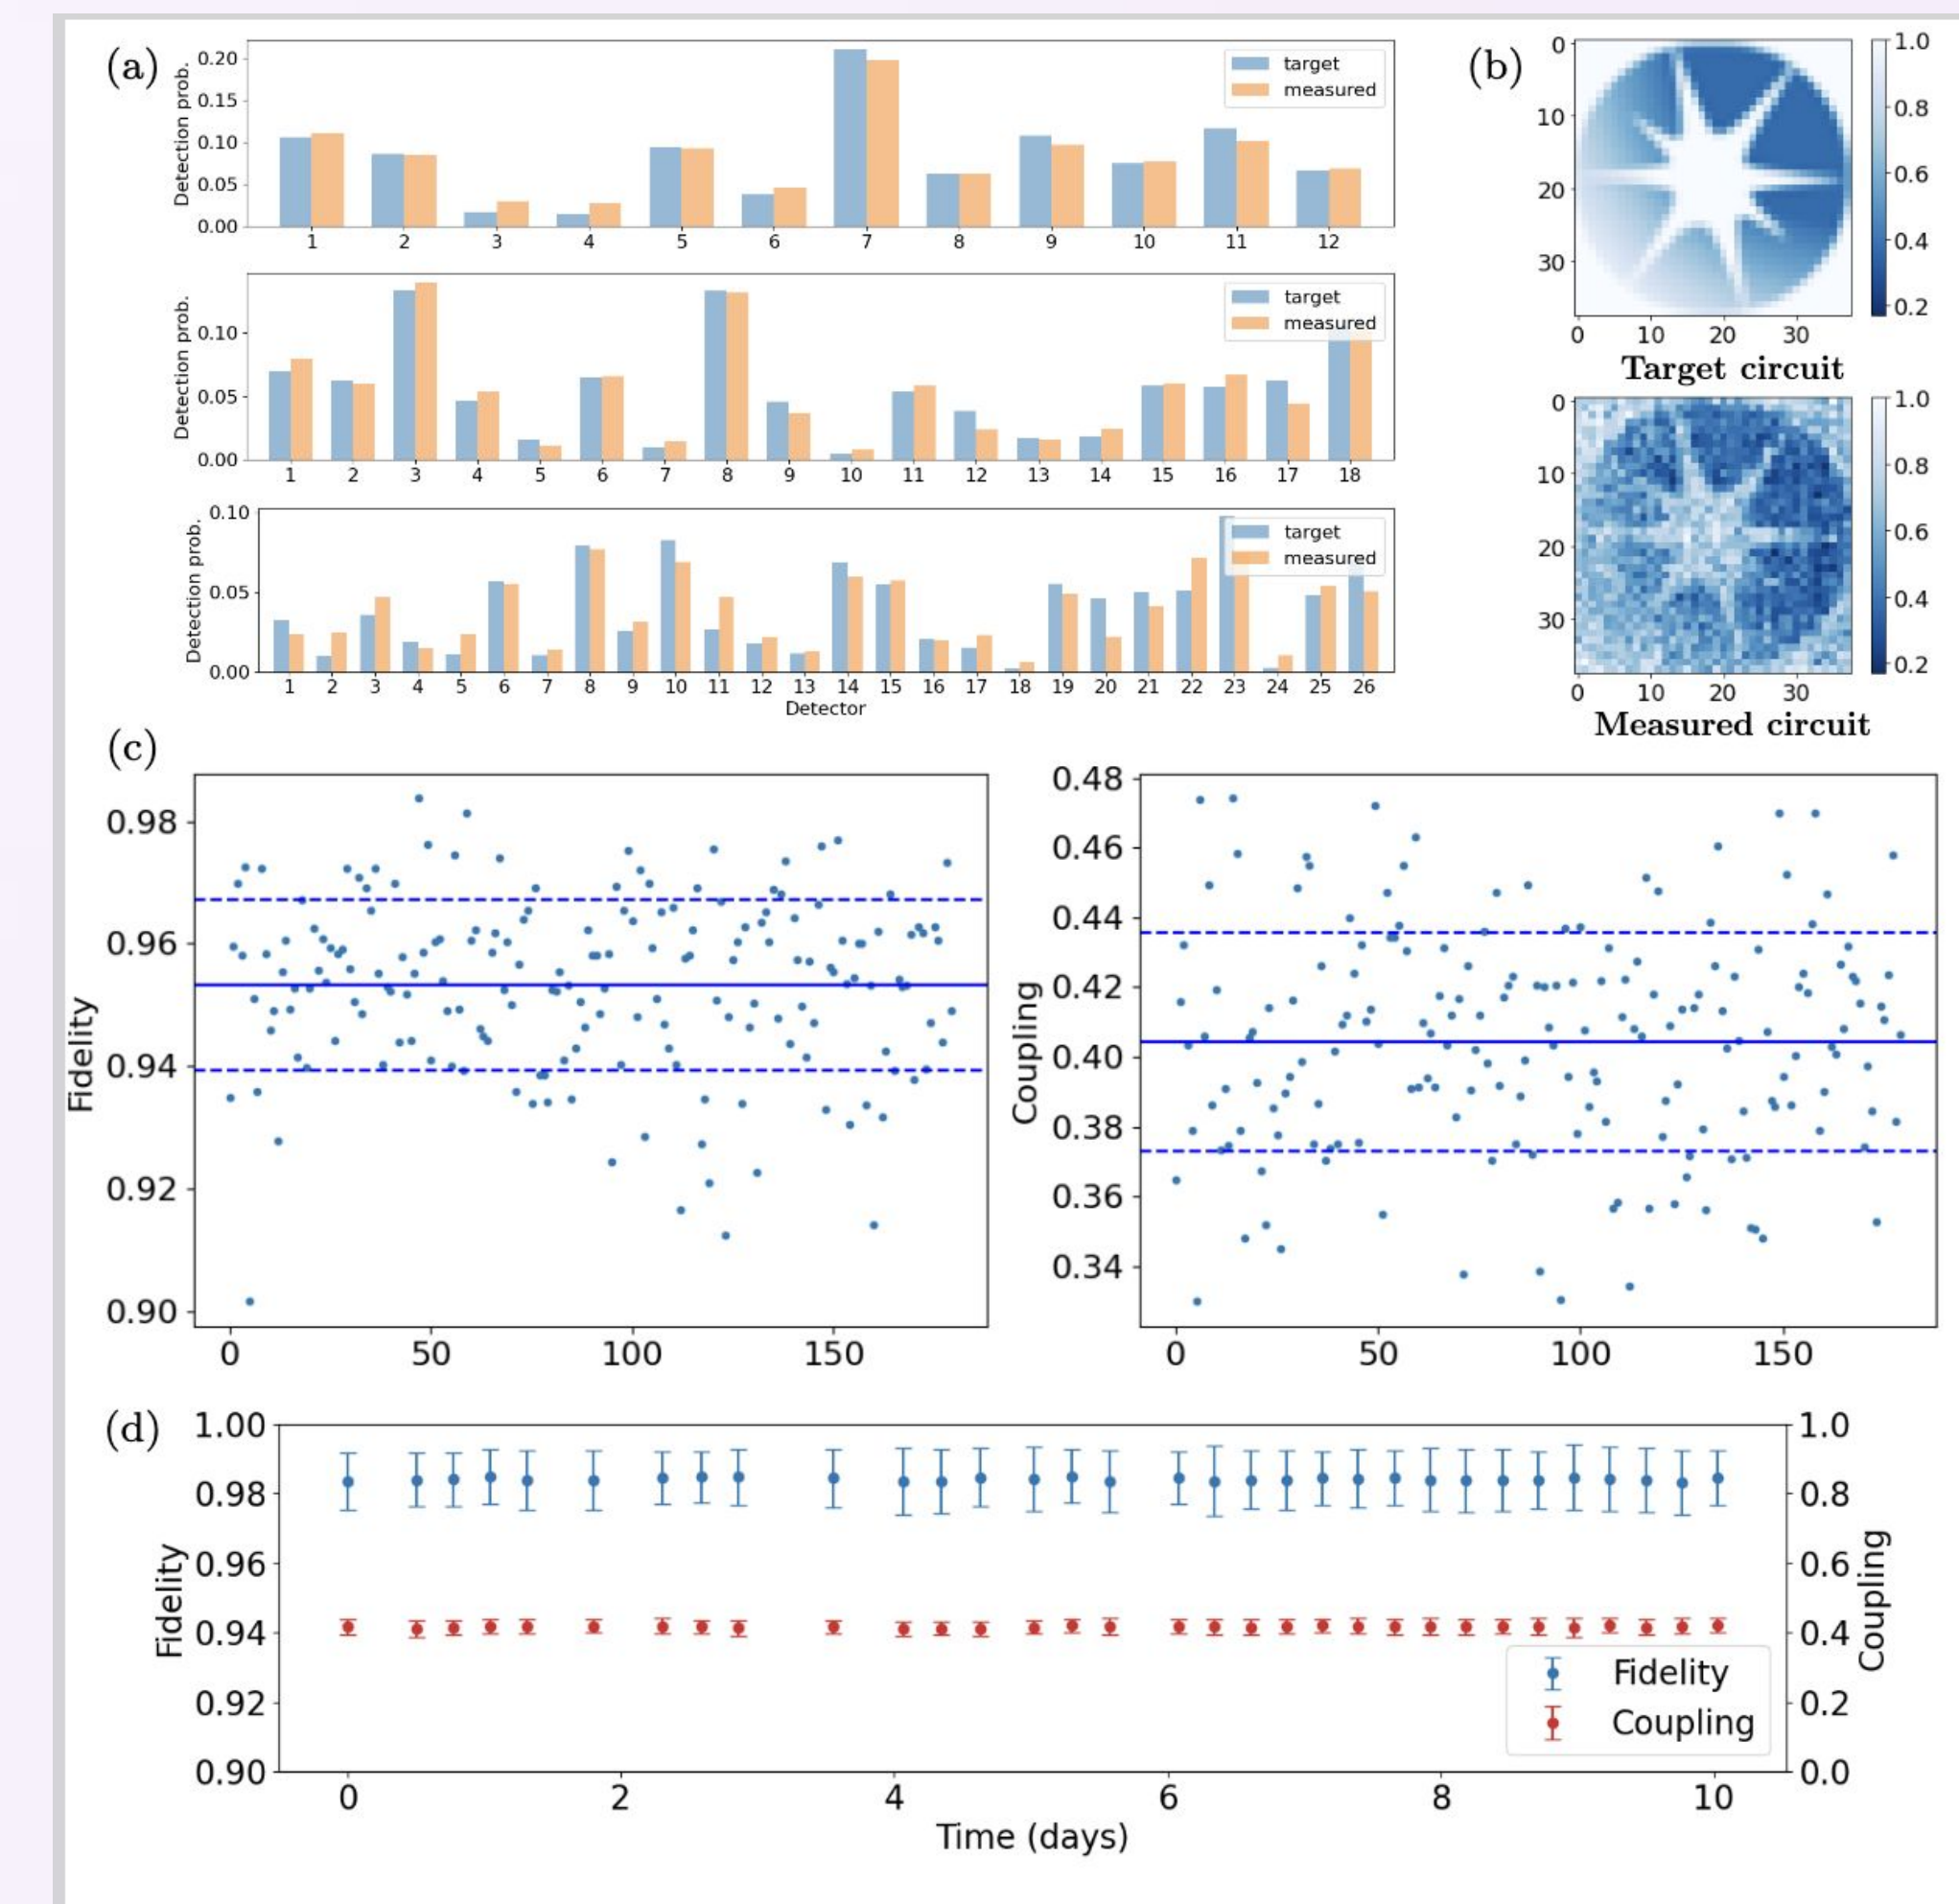 (a)
Detection prob.
0.20
0.15
0.10
0.05
0.00
target
measured
1 2 3 4 5 6 7 8 9 10 11 12
Detection prob.
0.10
0.05
0.00
target
measured
1 2 3 4 5 6 7 8 9 10 11 12 13 14 15 16 17 18
Detection prob.
0.10
0.05
0.00
target
measured
1 2 3 4 5 6 7 8 9 10 11 12 13 14 15 16 17 18 19 20 21 22 23 24 25 26
Detector
(b)
0
10
20
30
0 10 20 30
1.0
0.8
0.6
0.4
0.2
Target circuit
0
10
20
30
0 10 20 30
1.0
0.8
0.6
0.4
0.2
Measured circuit
(c)
Fidelity
0.98
0.96
0.94
0.92
0.90
0 50 100 150
Coupling
0.48
0.46
0.44
0.42
0.40
0.38
0.36
0.34
0 50 100 150
(d)
Fidelity
1.00
0.98
0.96
0.94
0.92
0.90
1.0
0.8
0.6
0.4
0.2
0.0
Coupling
Fidelity
Coupling
0 2 4 6 8 10
Time (days)